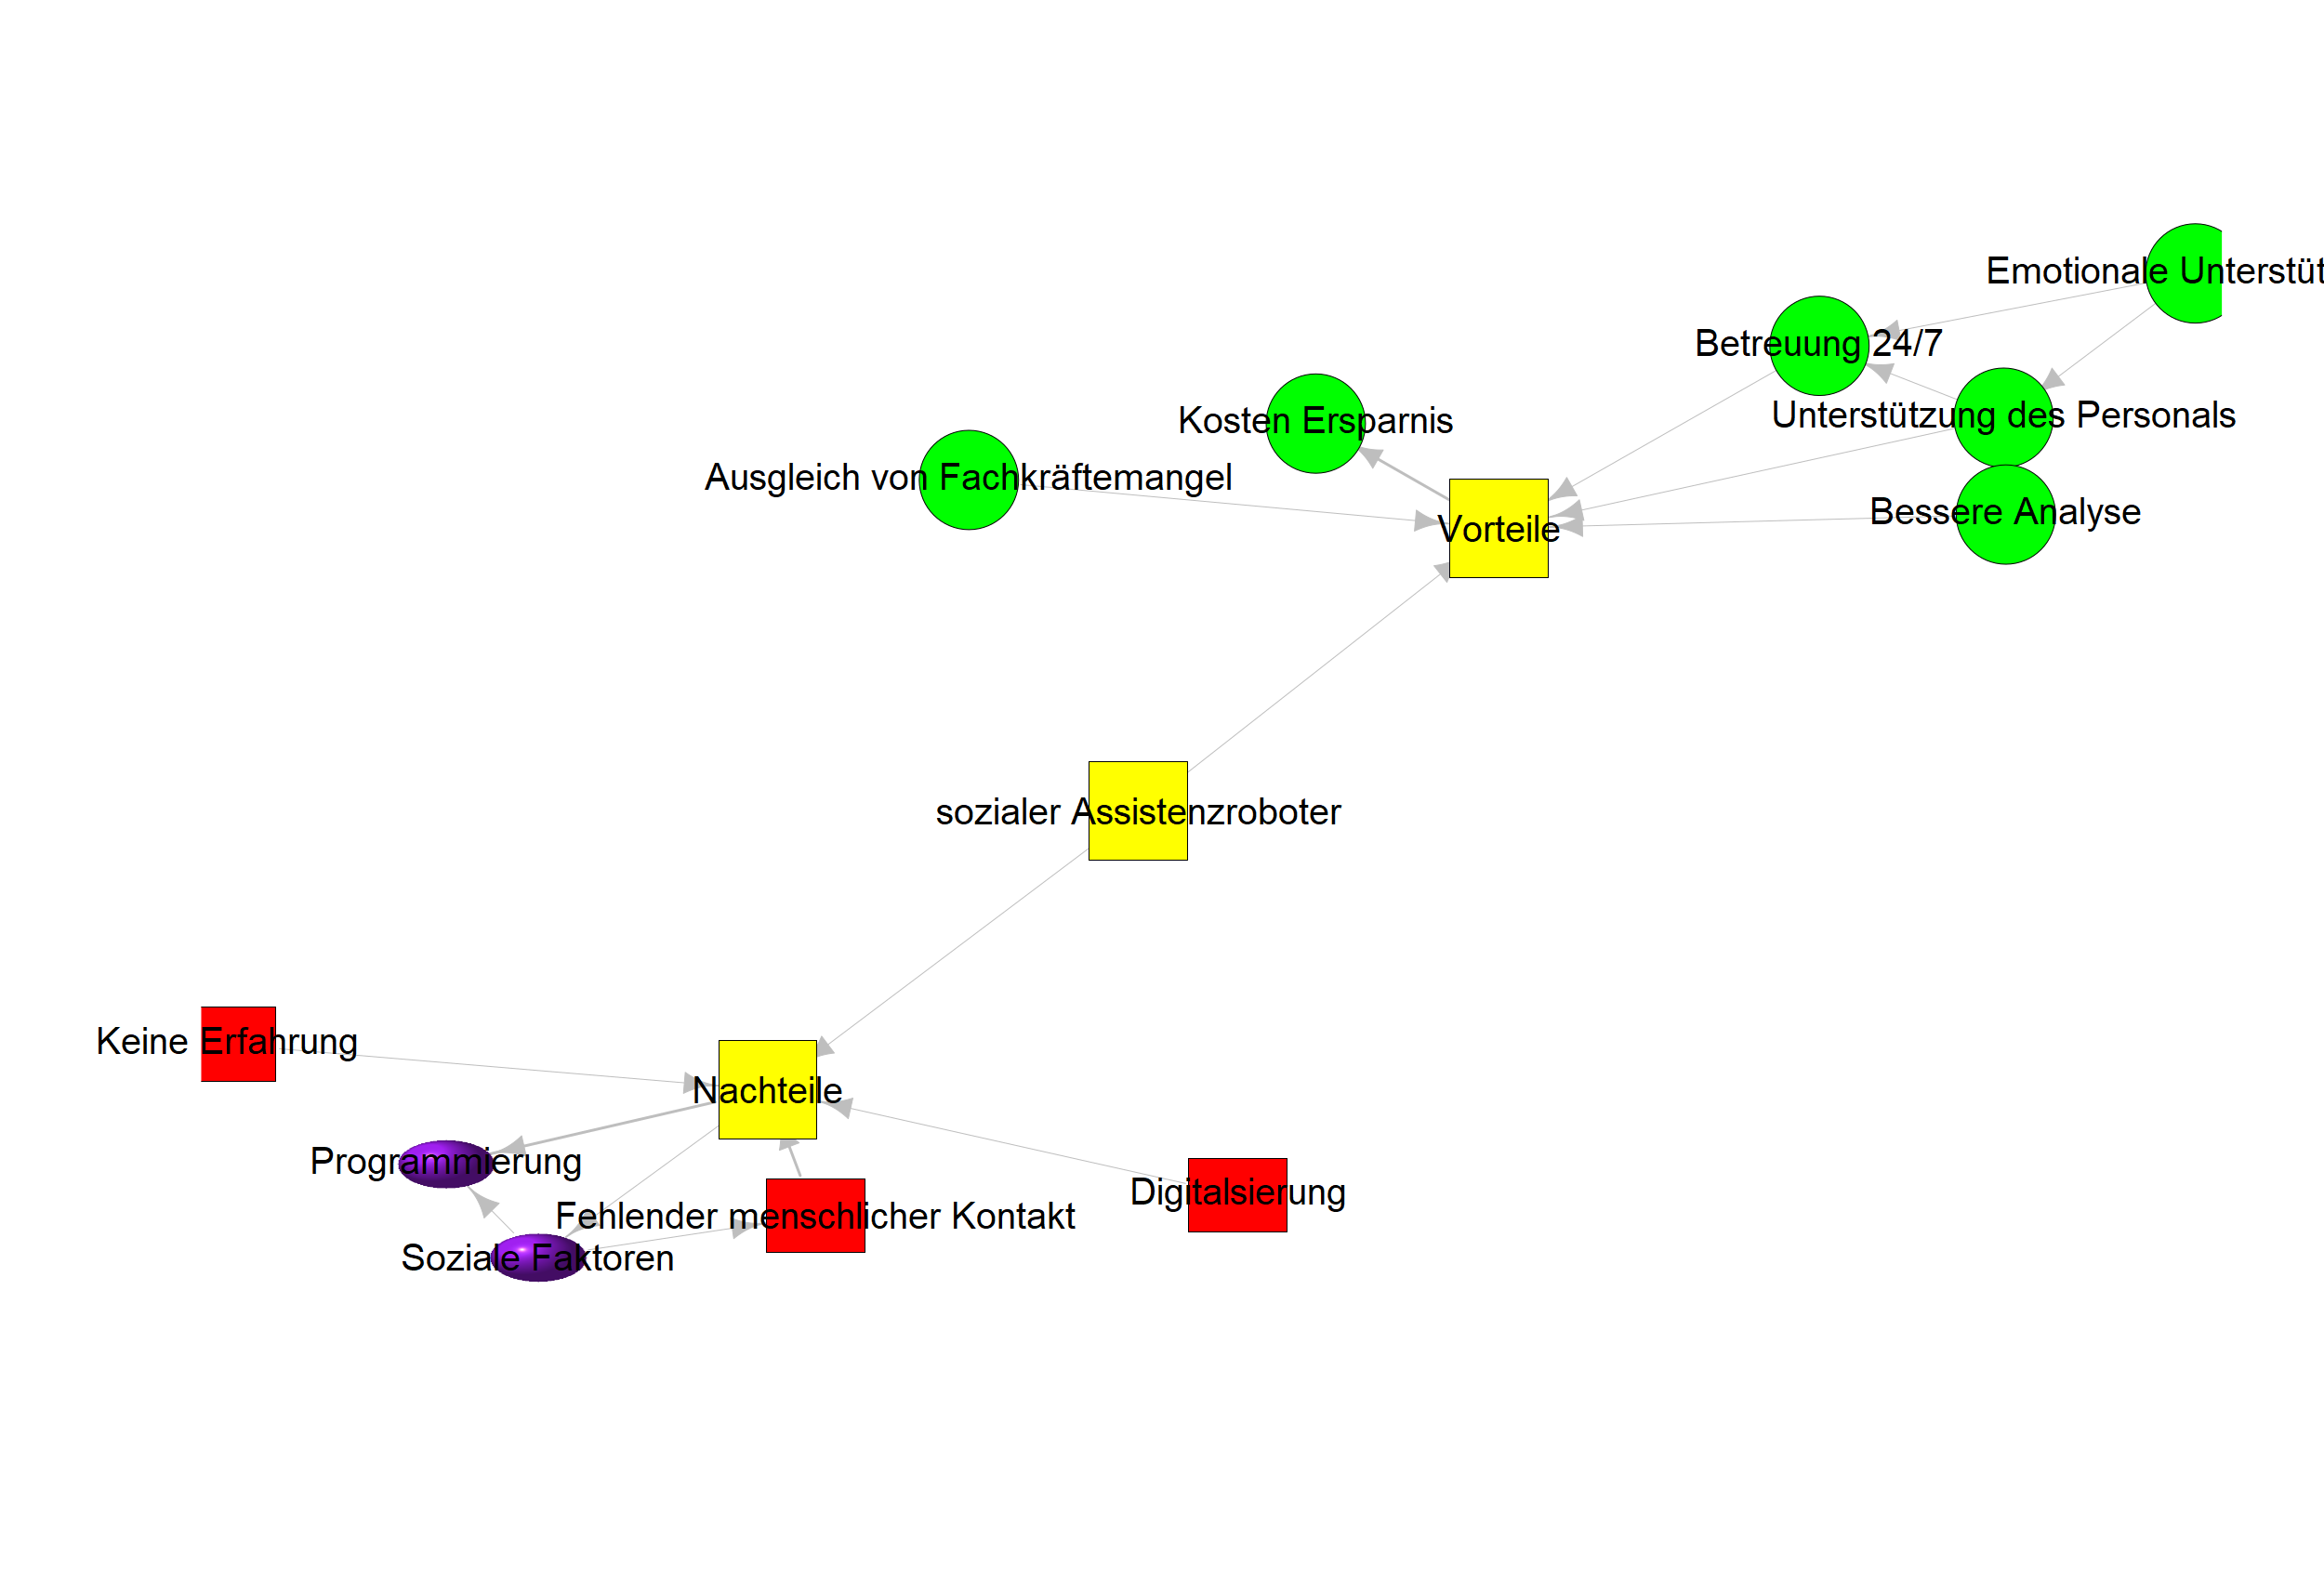 Emotionale Unterstüt
Betreuung 24/7
Unterstützung des Personals
Kosten Ersparnis
Ausgleich von Fachkräftemangel
Bessere Analyse
Vorteile
sozialer Assistenzroboter
Keine Erfahrung
Nachteile
Programmierung
Digitalsierung
Fehlender menschlicher Kontakt
Soziale Faktoren